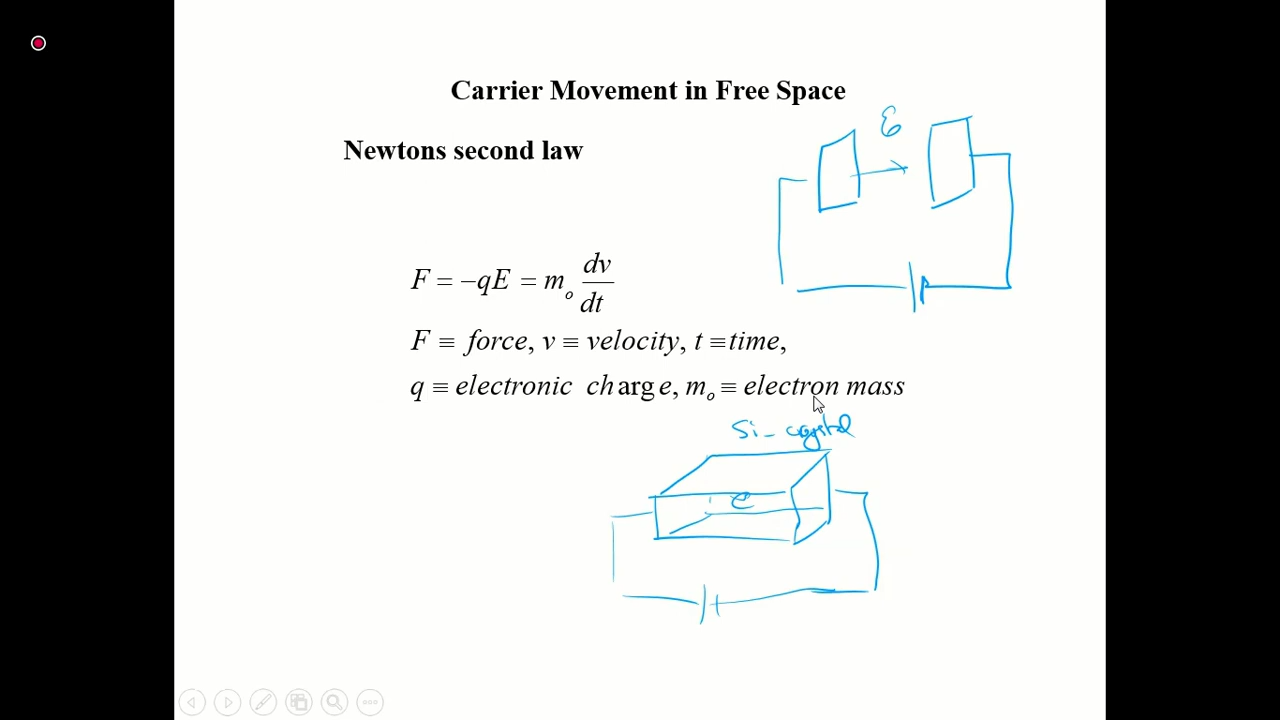 Carrier Movement in Free Space
Newtons second law
ℰ
F = −qE = mₒ dv/dt
F ≡ force, v ≡ velocity, t ≡ time,
q ≡ electronic charge, mₒ ≡ electron mass
Si - crystal
e